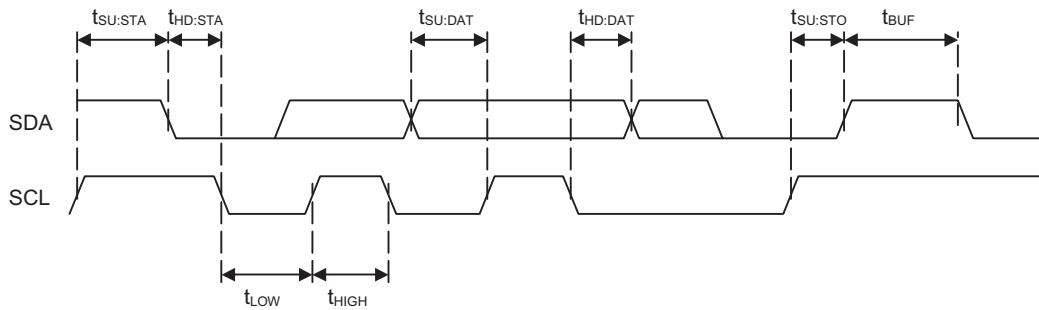 tSU:STA tHD:STA tSU:DAT tHD:DAT tSU:STO tBUF
SDA
SCL
tLOW tHIGH